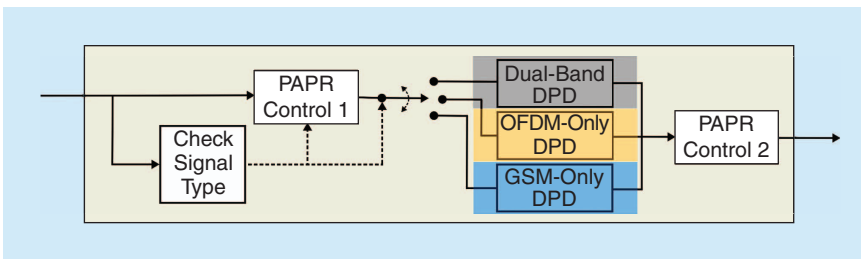 PAPR
Control 1
Check
Signal
Type
Dual-Band
DPD
OFDM-Only
DPD
GSM-Only
DPD
PAPR
Control 2